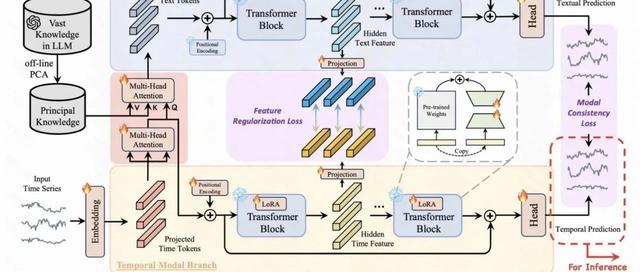 Text Tokens
Positional Encoding
Transformer Block
Hidden Text Feature
...
Transformer Block
Head
Textual Prediction
Vast Knowledge in LLM
off-line PCA
Principal Knowledge
Multi-Head Attention
V
K
Q
Multi-Head Attention
Projection
Feature Regularization Loss
Projection
Pre-trained Weights
Copy
Modal Consistency Loss
Input Time Series
Embedding
Projected Time Tokens
Positional Encoding
LoRA
Transformer Block
Hidden Time Feature
...
LoRA
Transformer Block
Head
Temporal Prediction
Temporal Modal Branch
For Inference